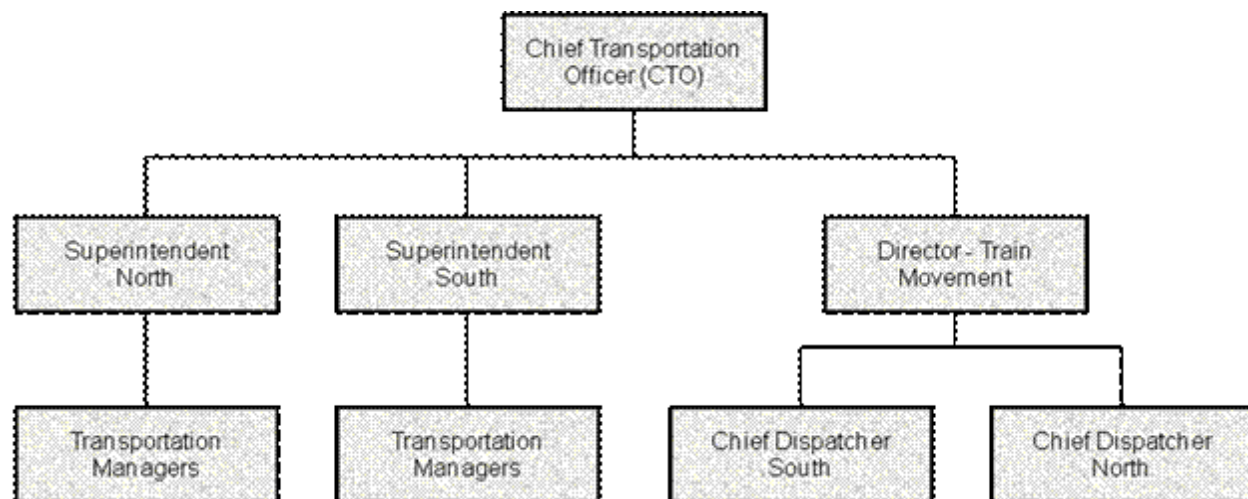 Chief Transportation
Officer (CTO)
Superintendent
North
Superintendent
South
Director - Train
Movement
Transportation
Managers
Transportation
Managers
Chief Dispatcher
South
Chief Dispatcher
North